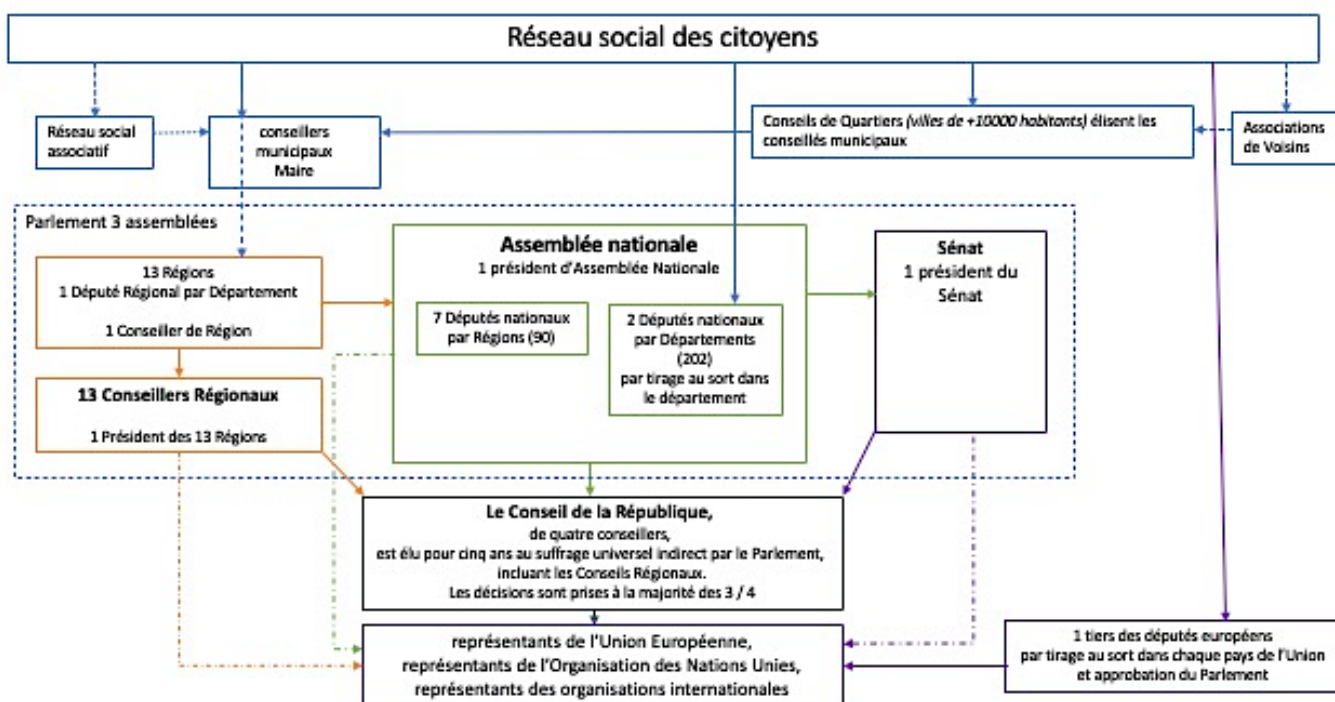 Réseau social des citoyens
Réseau social
associatif
conseillers
municipaux
Maire
Conseils de Quartiers (villes de +10000 habitants) élisent les
conseillés municipaux
Associations
de Voisins
Parlement 3 assemblées
13 Régions
1 Député Régional par Département
1 Conseiller de Région
13 Conseillers Régionaux
1 Président des 13 Régions
Assemblée nationale
1 président d'Assemblée Nationale
7 Députés nationaux
par Régions (90)
2 Députés nationaux
par Départements
(202)
par tirage au sort dans
le département
Sénat
1 président du
Sénat
Le Conseil de la République,
de quatre conseillers,
est élu pour cinq ans au suffrage universel indirect par le Parlement,
incluant les Conseils Régionaux.
Les décisions sont prises à la majorité des 3 / 4
représentants de l'Union Européenne,
représentants de l'Organisation des Nations Unies,
représentants des organisations internationales
1 tiers des députés européens
par tirage au sort dans chaque pays de l'Union
et approbation du Parlement